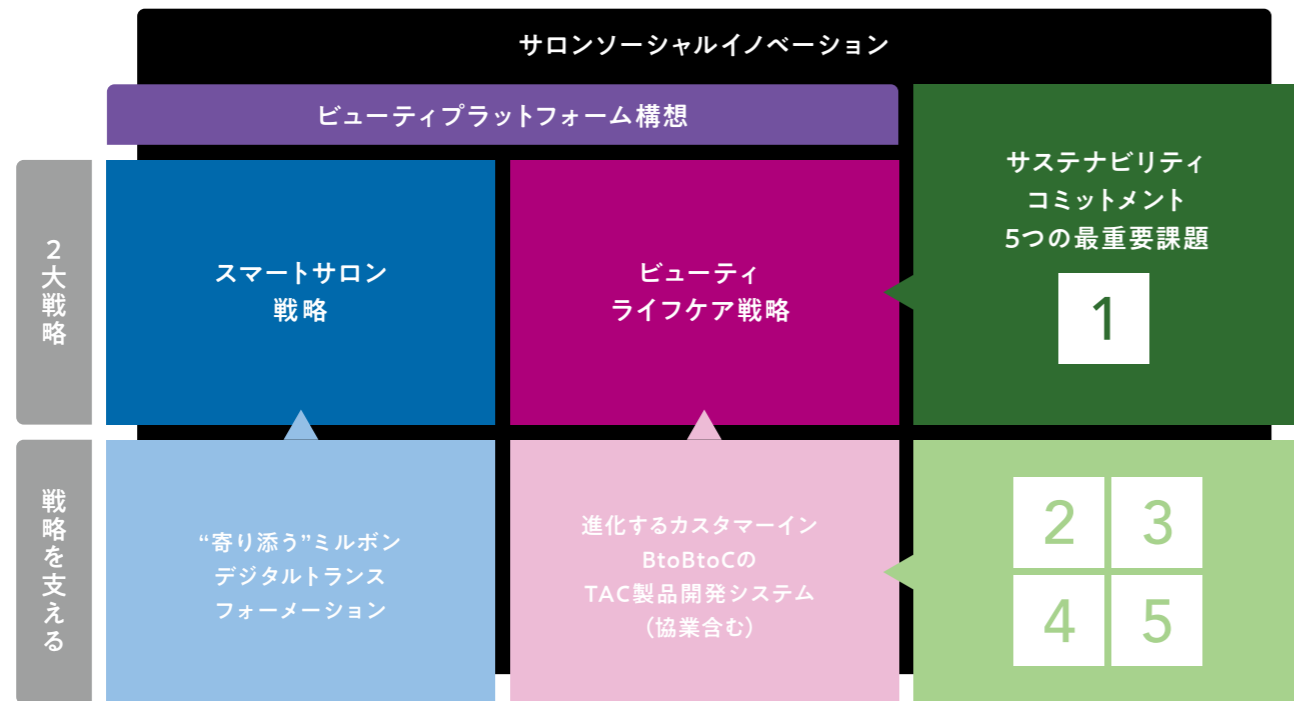 サロンソーシャルイノベーション
ビューティプラットフォーム構想
2大戦略
スマートサロン
戦略
ビューティ
ライフケア戦略
サステナビリティ
コミットメント
5つの最重要課題
1
戦略を支える
“寄り添う”ミルボン
デジタルトランス
フォーメーション
進化するカスタマーイン
BtoBtoCの
TAC製品開発システム
(協業含む)
2 3
4 5